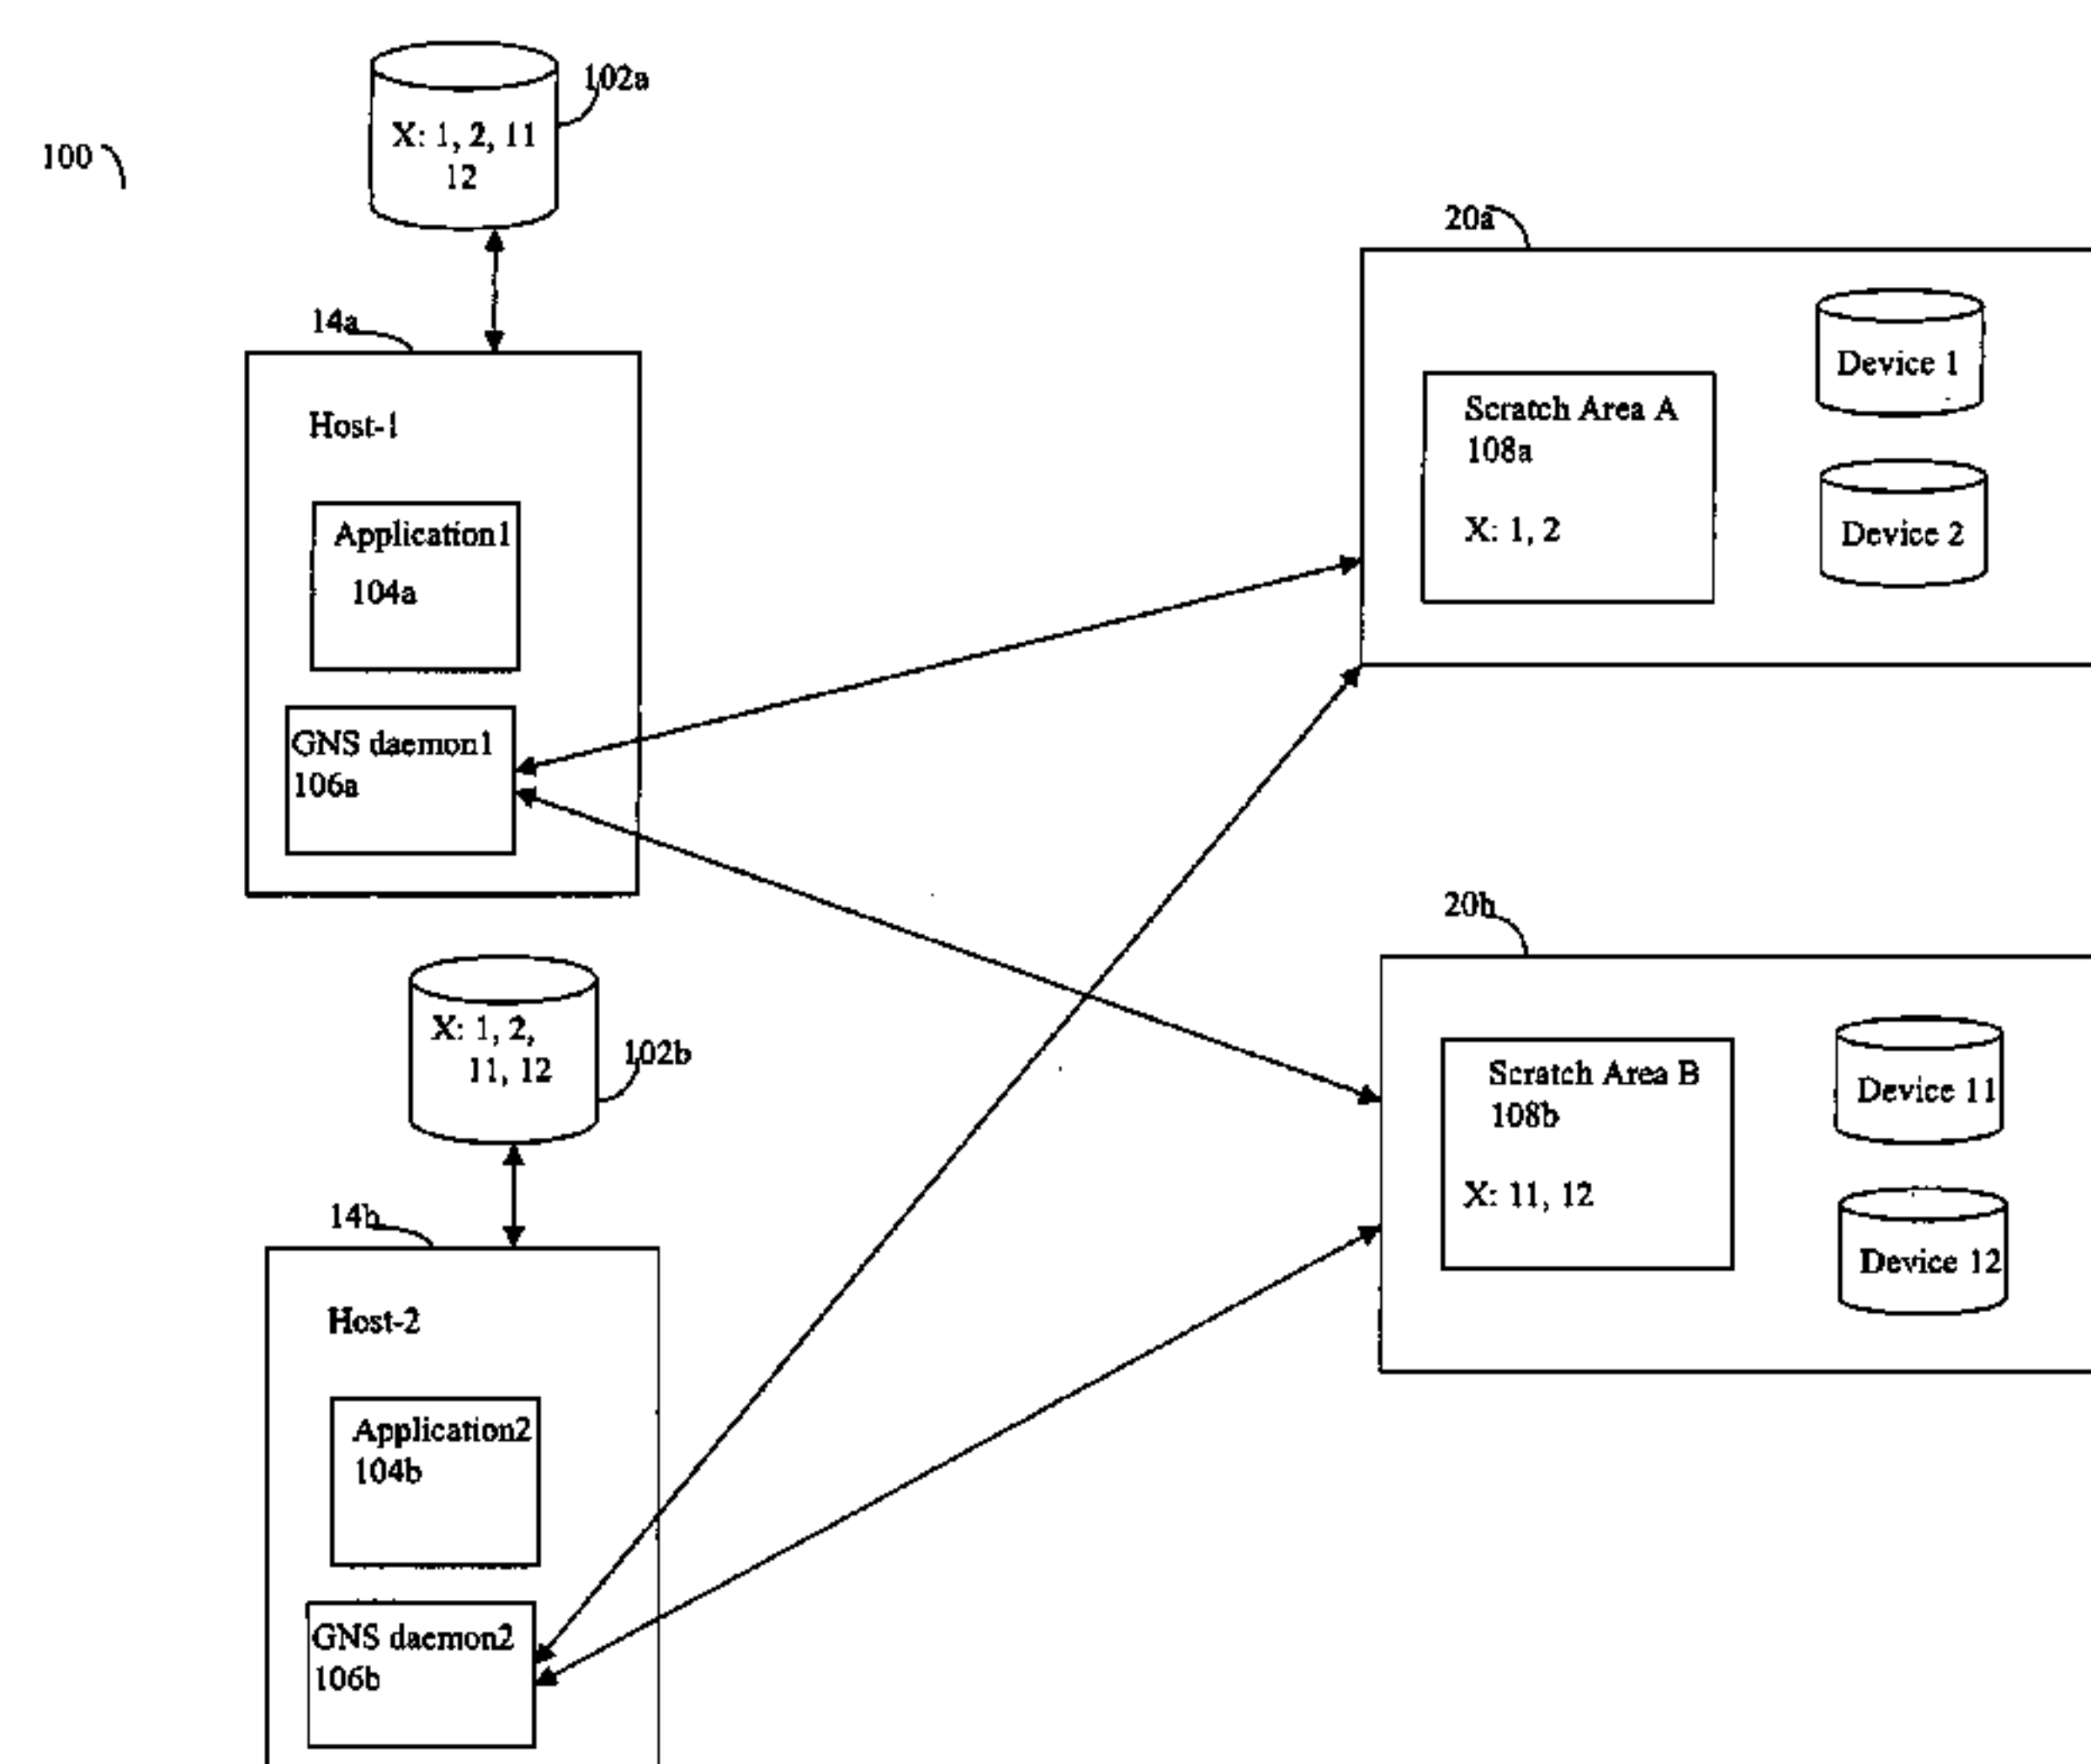 100
102a
X: 1, 2, 11
12
14a
Host-1
Application1
104a
GNS daemon1
106a
20a
Scratch Area A
108a
X: 1, 2
Device 1
Device 2
X: 1, 2,
11, 12
102b
14b
Host-2
Application2
104b
GNS daemon2
106b
20b
Scratch Area B
108b
X: 11, 12
Device 11
Device 12